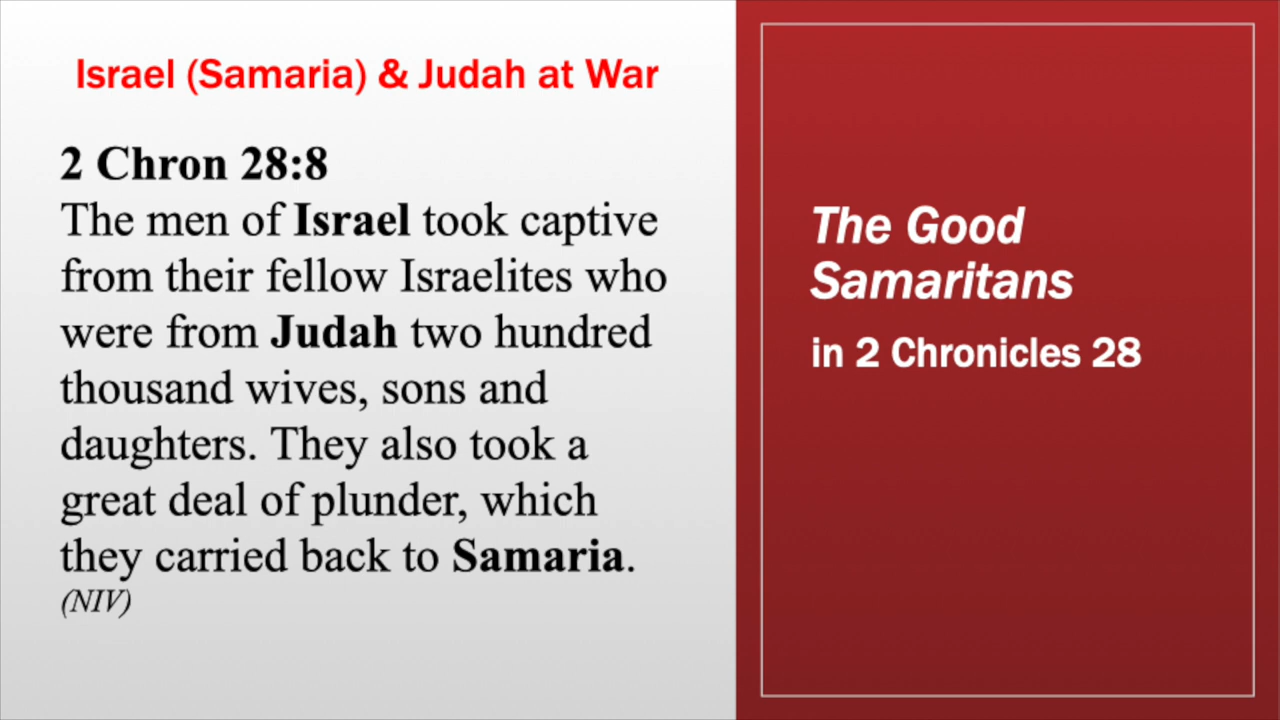 Israel (Samaria) & Judah at War
2 Chron 28:8
The men of Israel took captive
from their fellow Israelites who
were from Judah two hundred
thousand wives, sons and
daughters. They also took a
great deal of plunder, which
they carried back to Samaria.
(NIV)
The Good
Samaritans
in 2 Chronicles 28